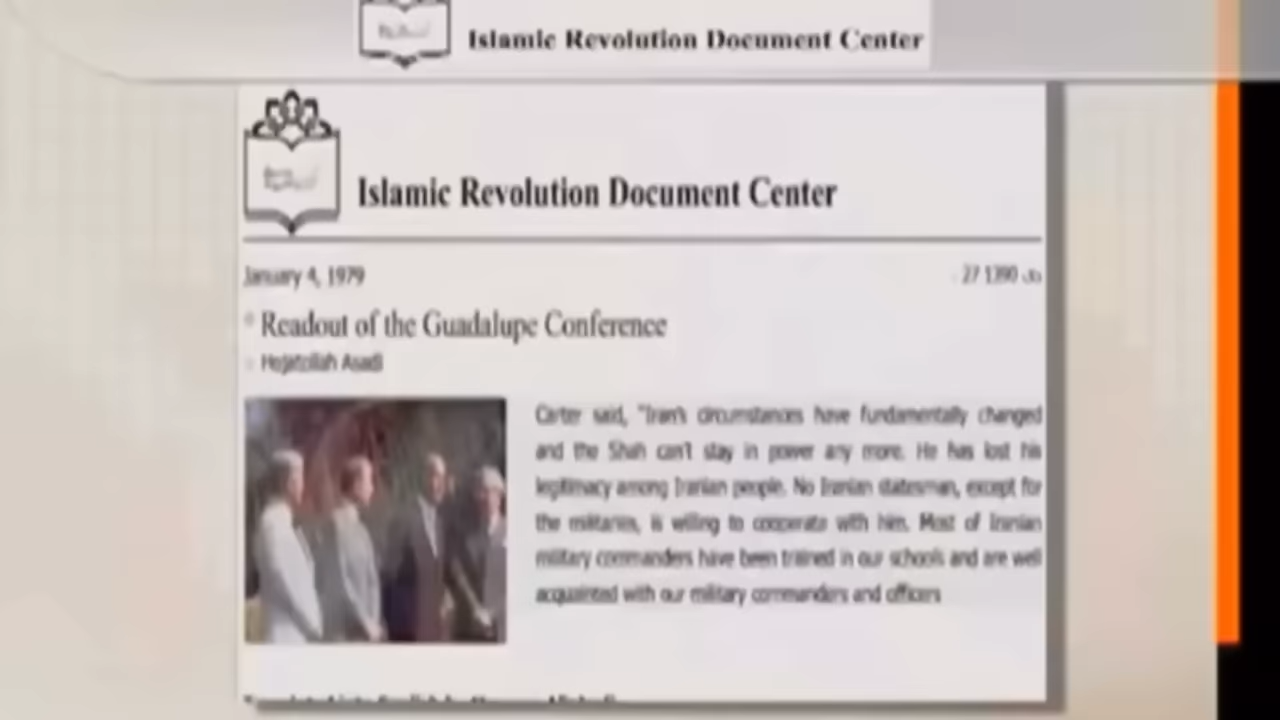 Islamic Revolution Document Center
Islamic Revolution Document Center
January 4, 1979
27 1390
Readout of the Guadalupe Conference
Hojatollah Asadi
Carter said, "Iran's circumstances have fundamentally changed
and the Shah can't stay in power any more. He has lost his
legitimacy among Iranian people. No Iranian statesman, except for
the militaries, is willing to cooperate with him. Most of Iranian
military commanders have been trained in our schools and are well
acquainted with our military commanders and officers